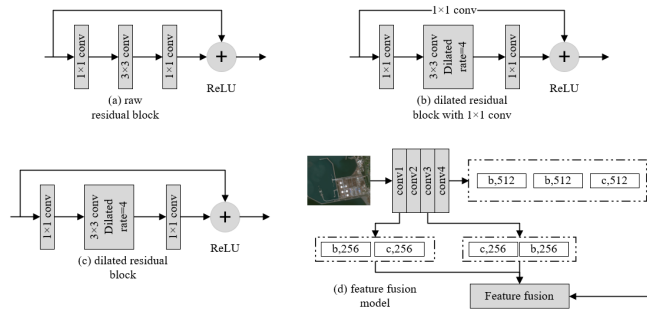 1×1 conv
3×3 conv
1×1 conv
+
ReLU
(a) raw
residual block
1×1 conv
1×1 conv
3×3 conv
Dilated
rate=4
1×1 conv
+
ReLU
(b) dilated residual
block with 1×1 conv
1×1 conv
3×3 conv
Dilated
rate=4
1×1 conv
+
ReLU
(c) dilated residual
block
conv1
conv2
conv3
conv4
b,512
b,512
c,512
b,256
c,256
c,256
b,256
(d) feature fusion
model
Feature fusion